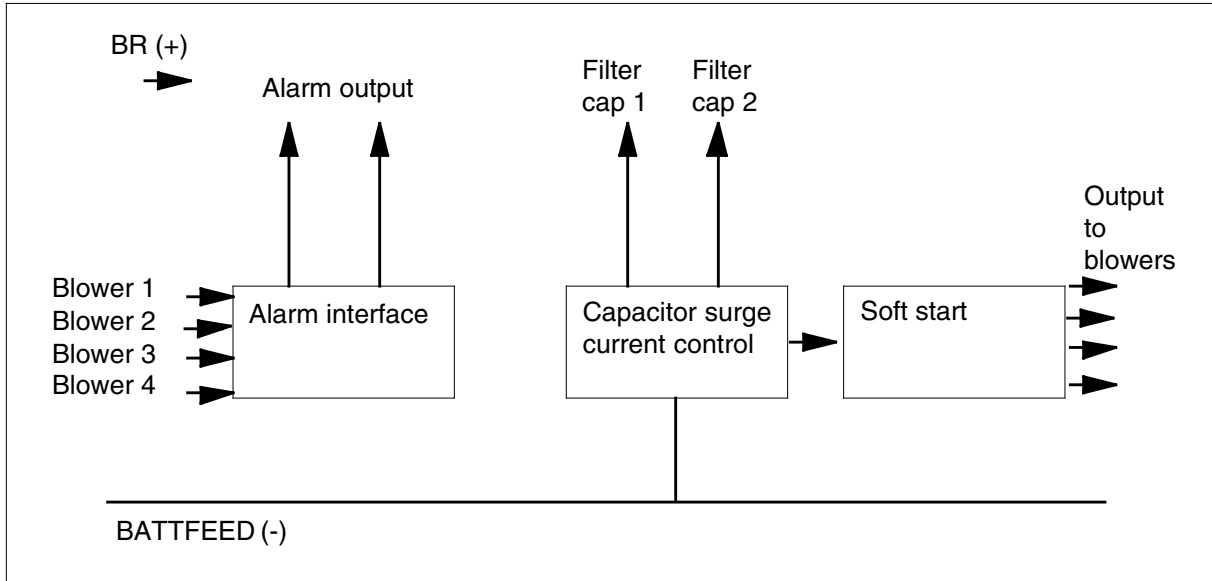 BR (+)
Alarm output
Filter
cap 1
Filter
cap 2
Output
to
blowers
Blower 1
Blower 2
Blower 3
Blower 4
Alarm interface
Capacitor surge
current control
Soft start
BATTFEED (-)